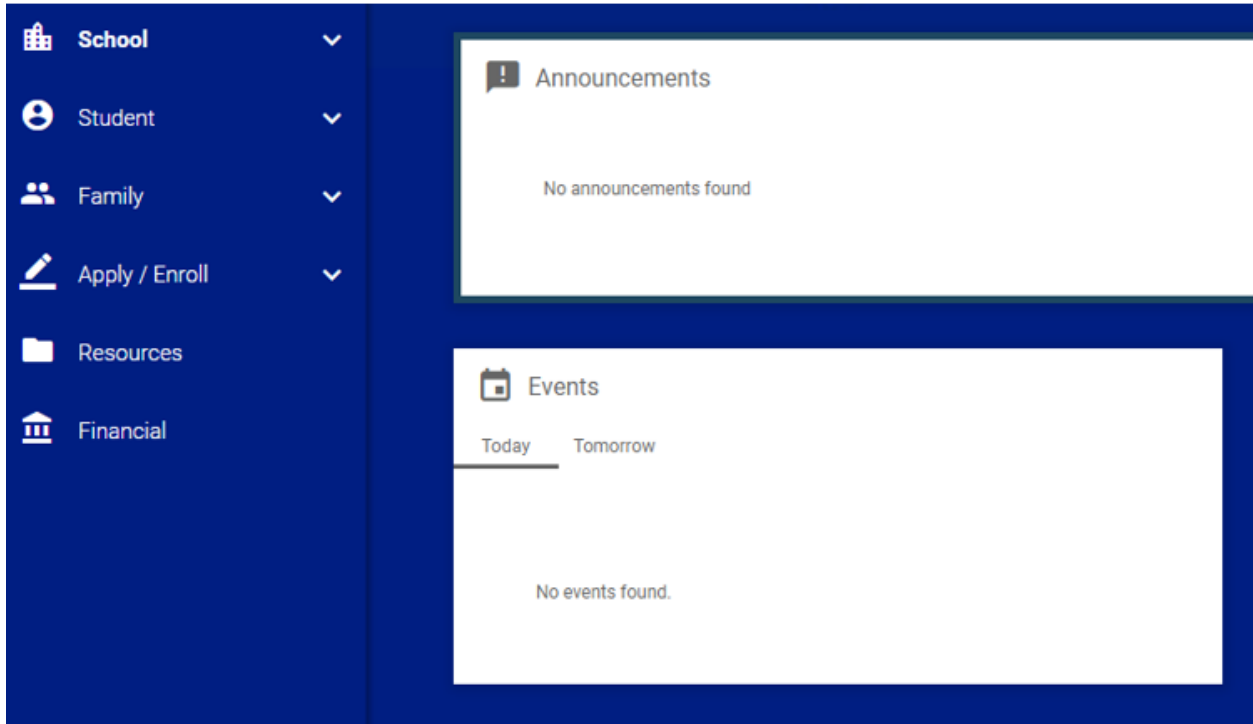 School
Student
Family
Apply / Enroll
Resources
Financial
Announcements
No announcements found
Events
Today Tomorrow
No events found.